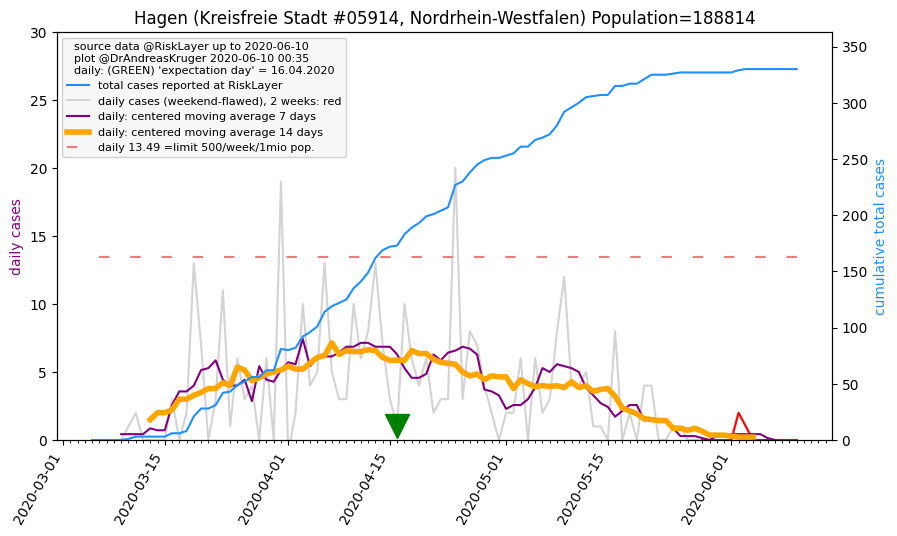 Hagen (Kreisfreie Stadt #05914, Nordrhein-Westfalen) Population=188814
source data @RiskLayer up to 2020-06-10
plot @DrAndreasKruger 2020-06-10 00:35
daily: (GREEN) 'expectation day' = 16.04.2020
total cases reported at RiskLayer
daily cases (weekend-flawed), 2 weeks: red
daily: centered moving average 7 days
daily: centered moving average 14 days
daily 13.49 =limit 500/week/1mio pop.
daily cases
30
25
20
15
10
5
0
cumulative total cases
350
300
250
200
150
100
50
0
2020-03-01
2020-03-15
2020-04-01
2020-04-15
2020-05-01
2020-05-15
2020-06-01